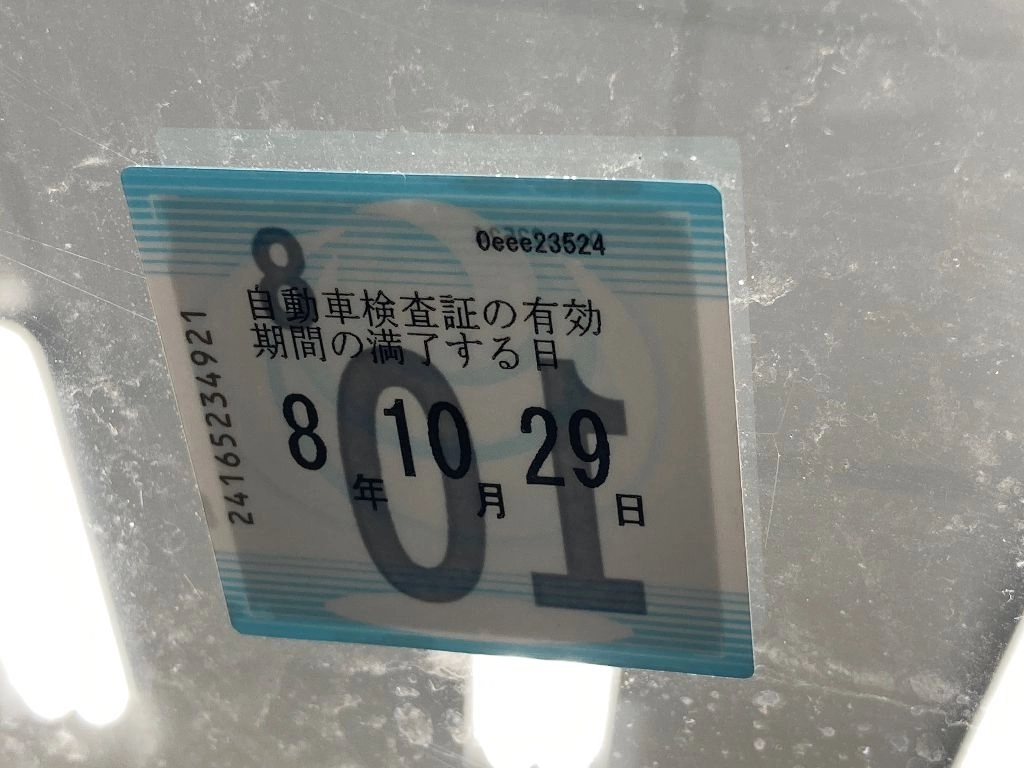 0eee23524
自動車検査証の有効
期間の満了する日
8年10月29日
24165234921
8
01